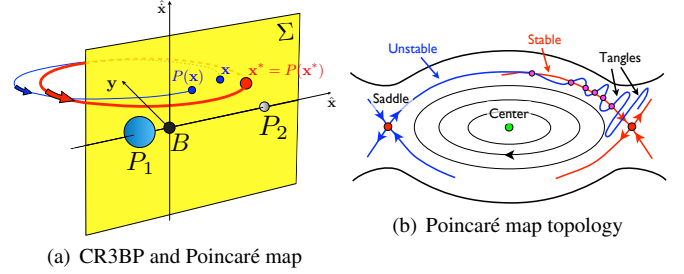 Σ
ẋ
y
P(x)
x
x* = P(x*)
x̂
P₂
B
P₁
(a) CR3BP and Poincaré map
Unstable
Stable
Tangles
Saddle
Center
(b) Poincaré map topology